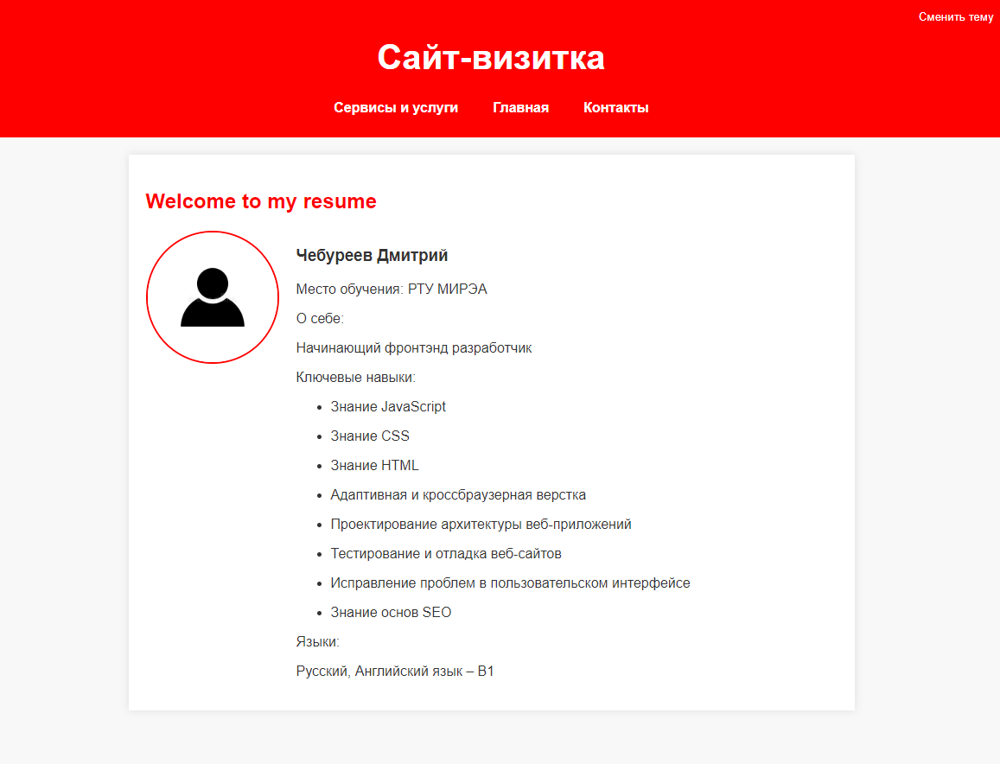 Сменить тему
Сайт-визитка
Сервисы и услуги Главная Контакты
Welcome to my resume
Чебуреев Дмитрий
Место обучения: РТУ МИРЭА
О себе:
Начинающий фронтэнд разработчик
Ключевые навыки:
• Знание JavaScript
• Знание CSS
• Знание HTML
• Адаптивная и кроссбраузерная верстка
• Проектирование архитектуры веб-приложений
• Тестирование и отладка веб-сайтов
• Исправление проблем в пользовательском интерфейсе
• Знание основ SEO
Языки:
Русский, Английский язык – B1